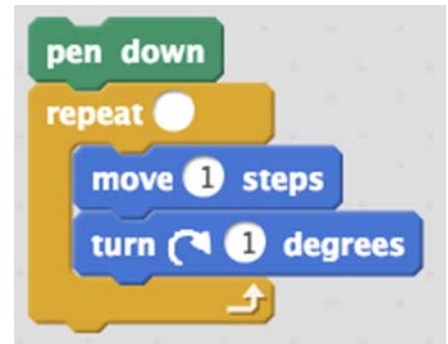 pen down
repeat
move 1 steps
turn 1 degrees